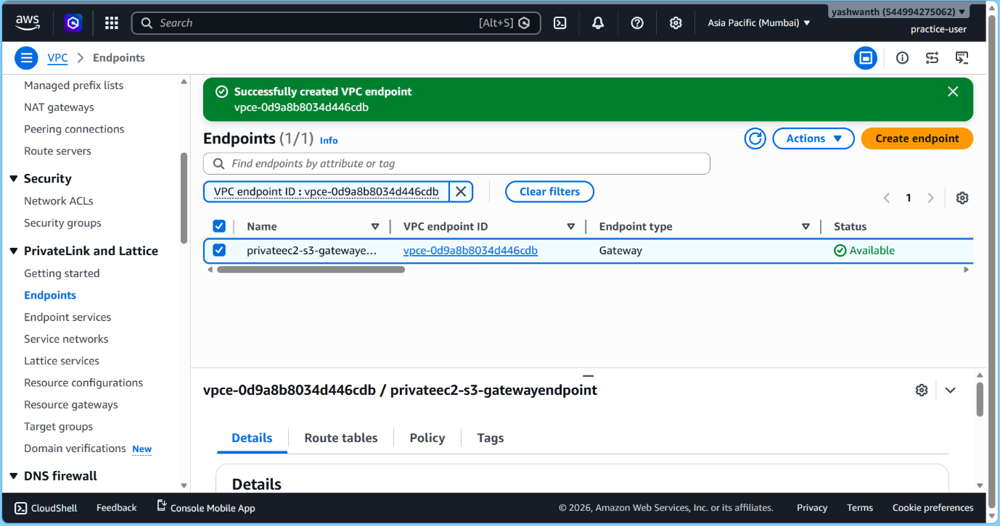 aws
Search [Alt+S]
Asia Pacific (Mumbai) ▼
yashwanth (544994275062) ▼
practice-user
VPC > Endpoints
Managed prefix lists
NAT gateways
Peering connections
Route servers
Security
Network ACLs
Security groups
PrivateLink and Lattice
Getting started
Endpoints
Endpoint services
Service networks
Lattice services
Resource configurations
Resource gateways
Target groups
Domain verifications New
DNS firewall
Successfully created VPC endpoint
vpce-0d9a8b8034d446cdb
Endpoints (1/1) Info
Actions ▼
Create endpoint
Find endpoints by attribute or tag
VPC endpoint ID : vpce-0d9a8b8034d446cdb
Clear filters
1
Name VPC endpoint ID Endpoint type Status
privateec2-s3-gatewaye... vpce-0d9a8b8034d446cdb Gateway Available
vpce-0d9a8b8034d446cdb / privateec2-s3-gatewayendpoint
Details Route tables Policy Tags
Details
CloudShell Feedback Console Mobile App © 2026, Amazon Web Services, Inc. or its affiliates. Privacy Terms Cookie preferences